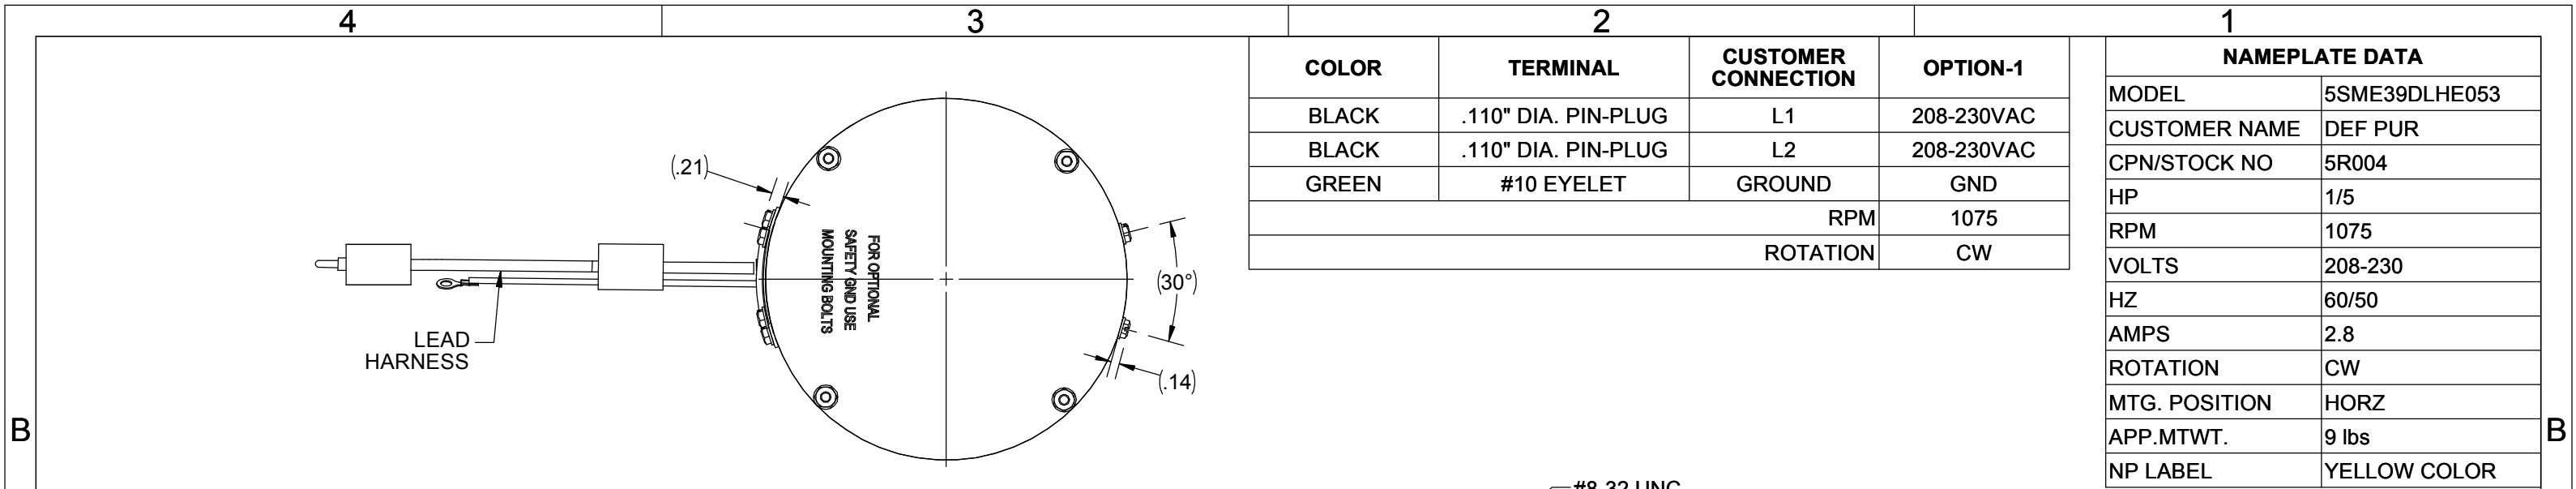 4 3 2 1
(.21)
FOR OPTIONAL
SAFETY GND USE
MOUNTING BOLTS
(30°)
(.14)
LEAD
HARNESS
B
COLOR TERMINAL CUSTOMER CONNECTION OPTION-1
BLACK .110" DIA. PIN-PLUG L1 208-230VAC
BLACK .110" DIA. PIN-PLUG L2 208-230VAC
GREEN #10 EYELET GROUND GND
RPM 1075
ROTATION CW
NAMEPLATE DATA
MODEL 5SME39DLHE053
CUSTOMER NAME DEF PUR
CPN/STOCK NO 5R004
HP 1/5
RPM 1075
VOLTS 208-230
HZ 60/50
AMPS 2.8
ROTATION CW
MTG. POSITION HORZ
APP.MTWT. 9 lbs
NP LABEL YELLOW COLOR
B
#8-32 UNC